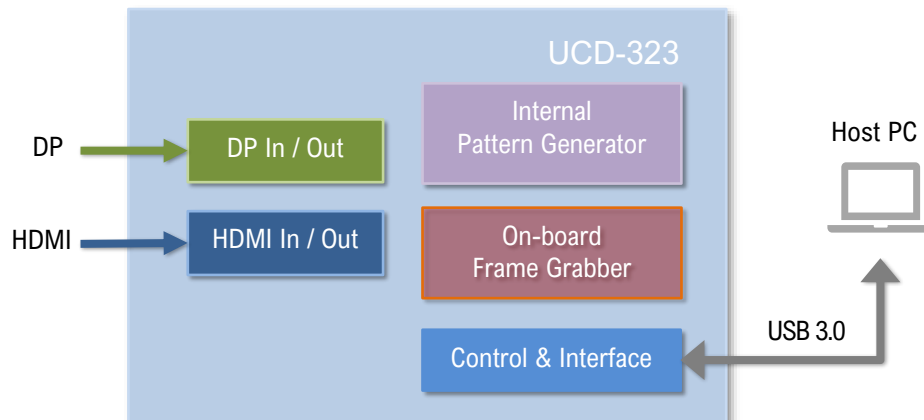 UCD-323
Internal
Pattern Generator
DP
DP In / Out
Host PC
HDMI
HDMI In / Out
On-board
Frame Grabber
USB 3.0
Control & Interface